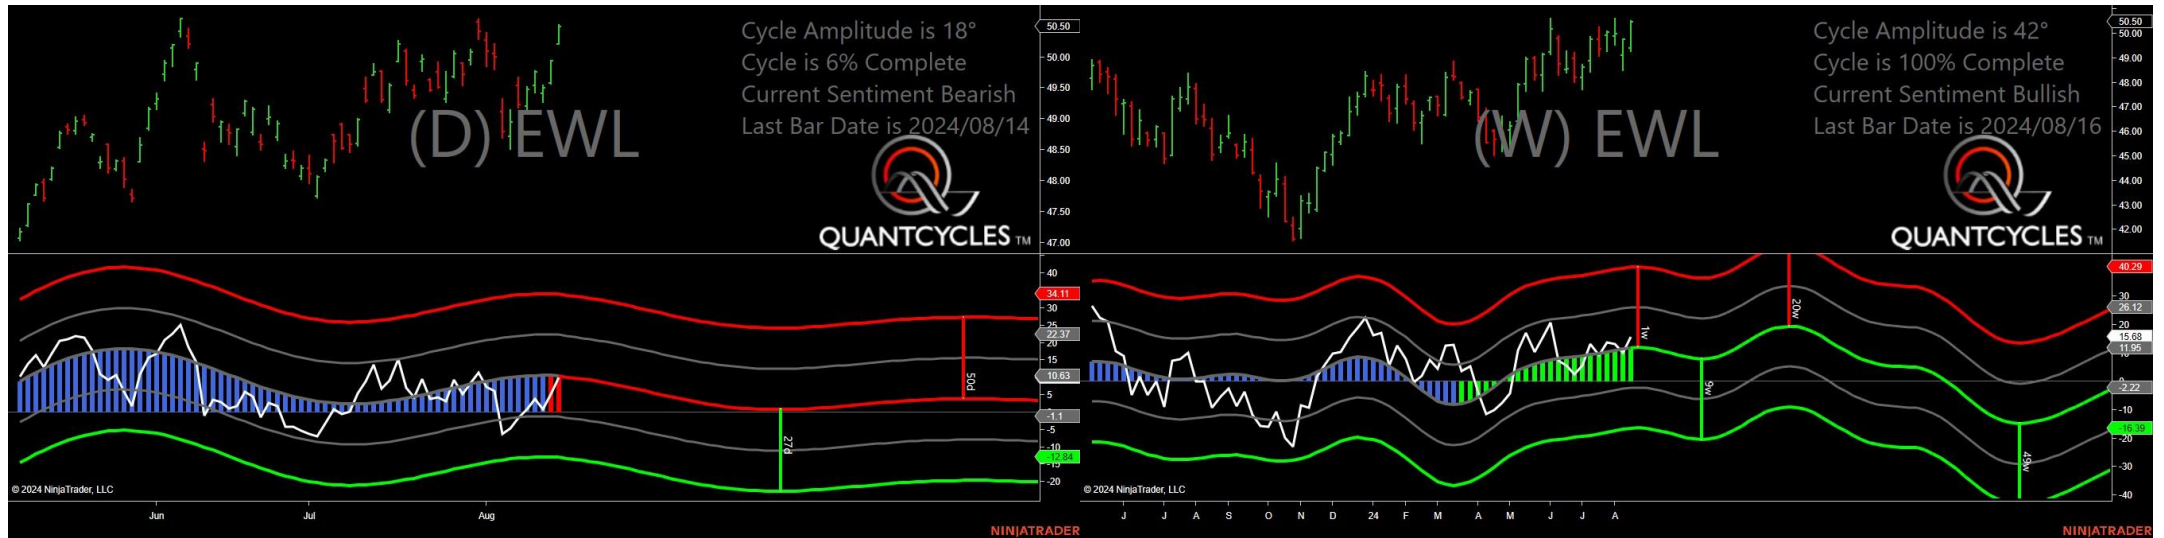 Cycle Amplitude is 18°
Cycle is 6% Complete
Current Sentiment Bearish
Last Bar Date is 2024/08/14
(D) EWL
QUANTCYCLES TM
50.50
50.00
49.50
49.00
48.50
48.00
47.50
47.00
40
34.11
30
25
22.37
20
15
10.63
5
-1.1
-5
-10
-12.84
-15
-20
50d
27d
© 2024 NinjaTrader, LLC
Jun
Jul
Aug
NINJATRADER
Cycle Amplitude is 42°
Cycle is 100% Complete
Current Sentiment Bullish
Last Bar Date is 2024/08/16
(W) EWL
QUANTCYCLES TM
50.50
50.00
49.00
48.00
47.00
46.00
45.00
44.00
43.00
42.00
40.29
30
26.12
20
15.68
11.95
0
-2.22
-10
-16.39
-20
-30
-40
1w
20w
9w
49w
© 2024 NinjaTrader, LLC
J
J
A
S
O
N
D
24
F
M
A
M
J
J
A
NINJATRADER